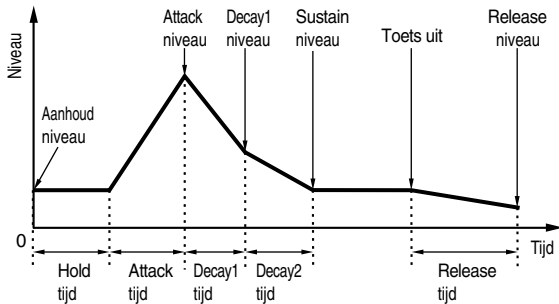 Niveau
Attack
niveau
Decay1
niveau
Sustain
niveau
Toets uit
Release
niveau
Aanhoud
niveau
0
Tijd
Hold
tijd
Attack
tijd
Decay1
tijd
Decay2
tijd
Release
tijd